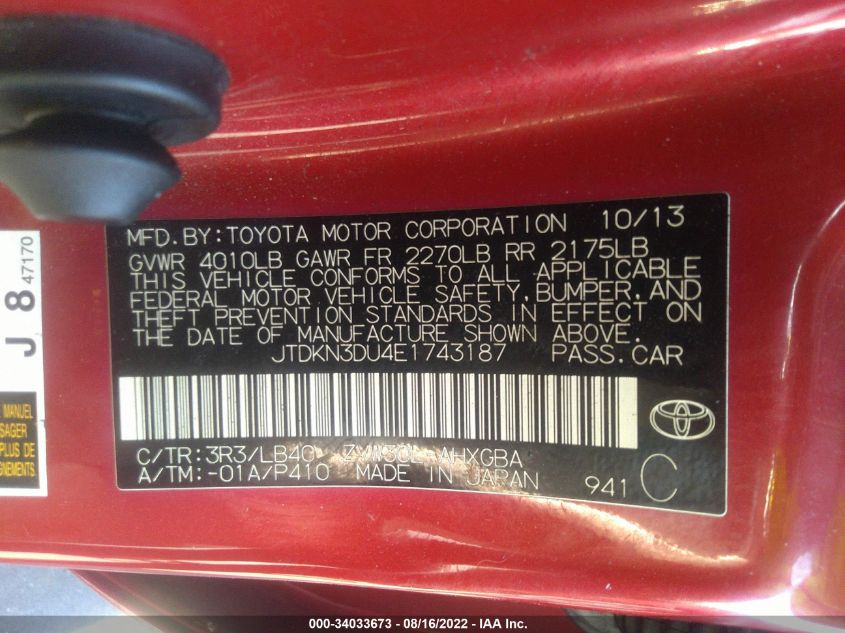 MFD.BY:TOYOTA MOTOR CORPORATION 10/13
GVWR 4010LB GAWR FR 2270LB RR 2175LB
THIS VEHICLE CONFORMS TO ALL APPLICABLE
FEDERAL MOTOR VEHICLE SAFETY,BUMPER,AND
THEFT PREVENTION STANDARDS IN EFFECT ON
THE DATE OF MANUFACTURE SHOWN ABOVE.
JTDKN3DU4E1743187 PASS.CAR
C/TR:3R3/LB40 ZVW30L-AHXGBA
A/TM:-01A/P410 MADE IN JAPAN 941 C
J 8 47170
MANUEL
000-34033673 - 08/16/2022 - IAA Inc.